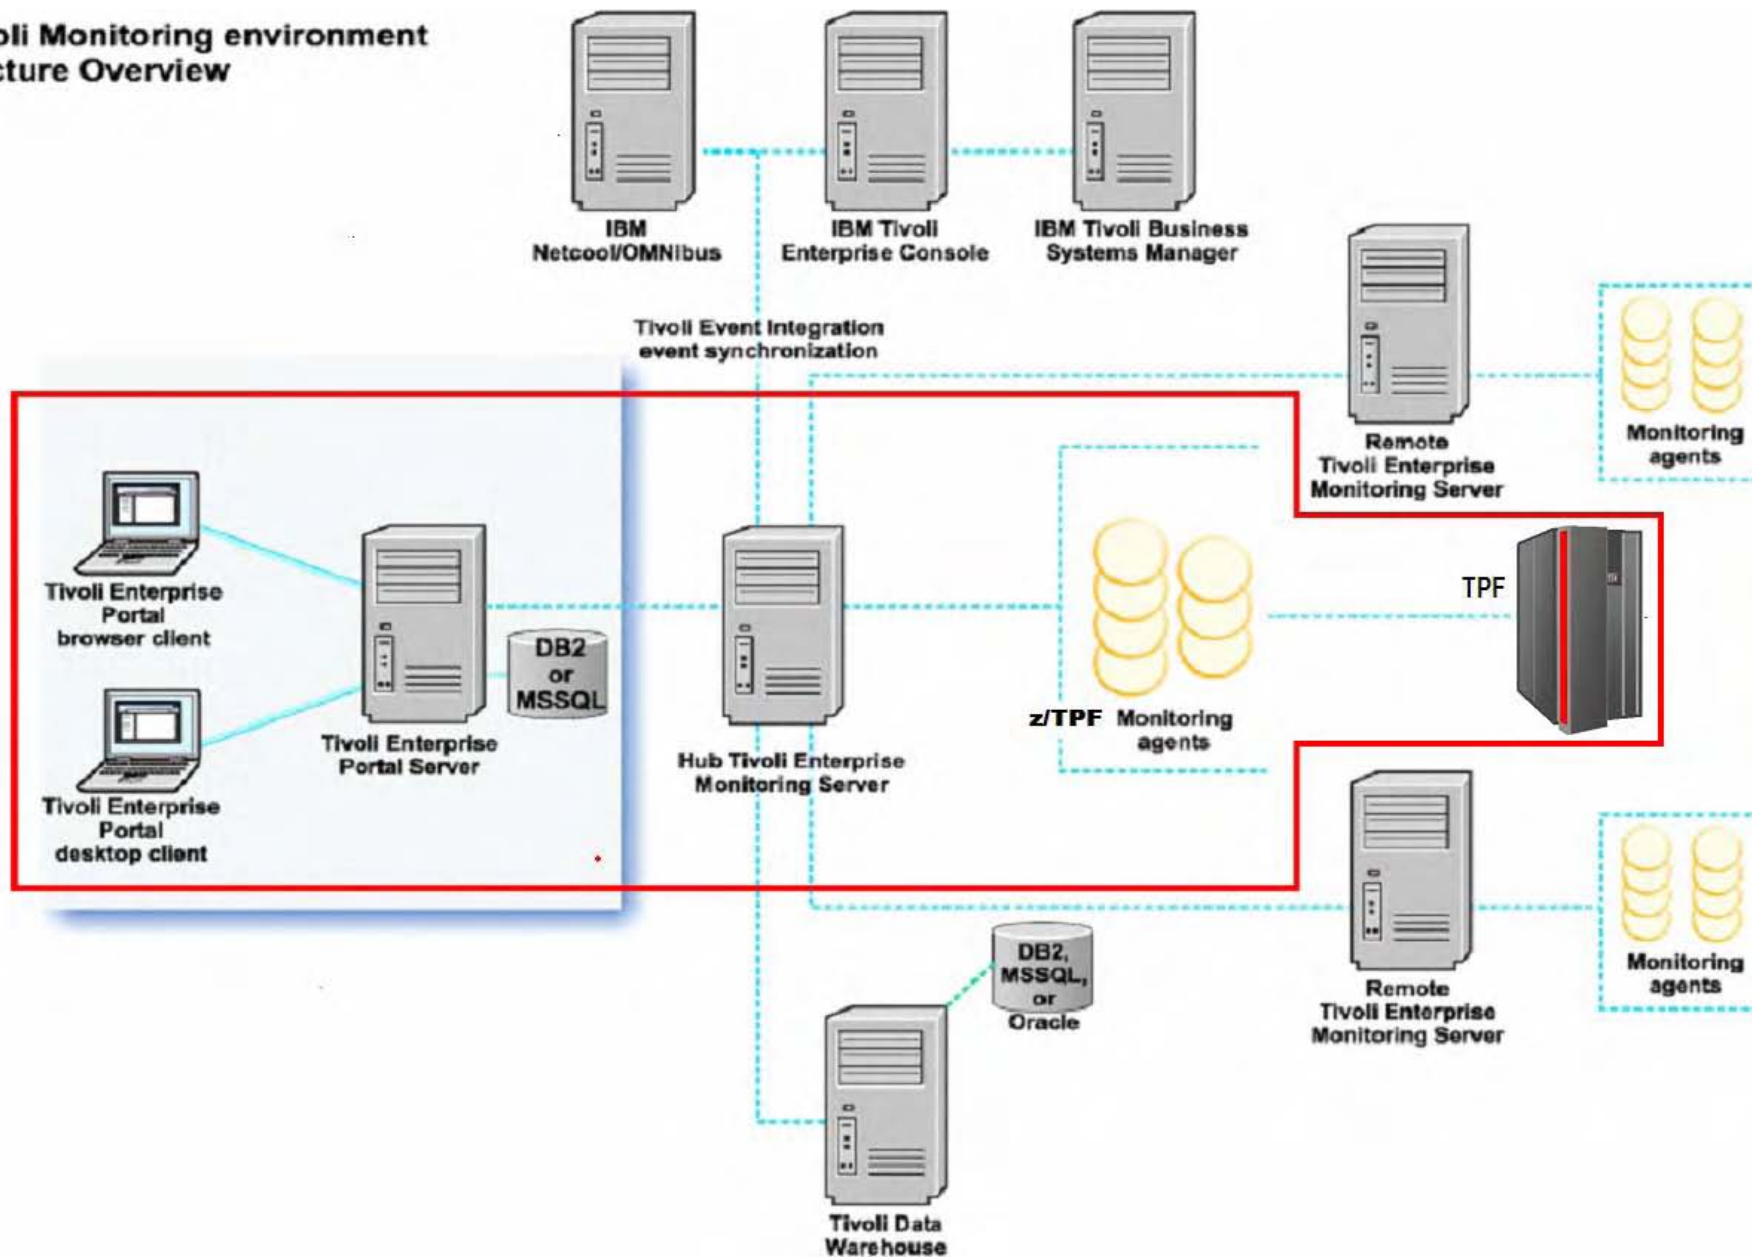 oli Monitoring environment
cture Overview
IBM
Netcool/OMNIbus
IBM Tivoli
Enterprise Console
IBM Tivoli Business
Systems Manager
Tivoli Event Integration
event synchronization
Remote
Tivoli Enterprise
Monitoring Server
Monitoring
agents
Tivoli Enterprise
Portal
browser client
Tivoli Enterprise
Portal
desktop client
Tivoli Enterprise
Portal Server
DB2
or
MSSQL
Hub Tivoli Enterprise
Monitoring Server
z/TPF Monitoring
agents
TPF
Remote
Tivoli Enterprise
Monitoring Server
Monitoring
agents
DB2,
MSSQL,
or
Oracle
Tivoli Data
Warehouse